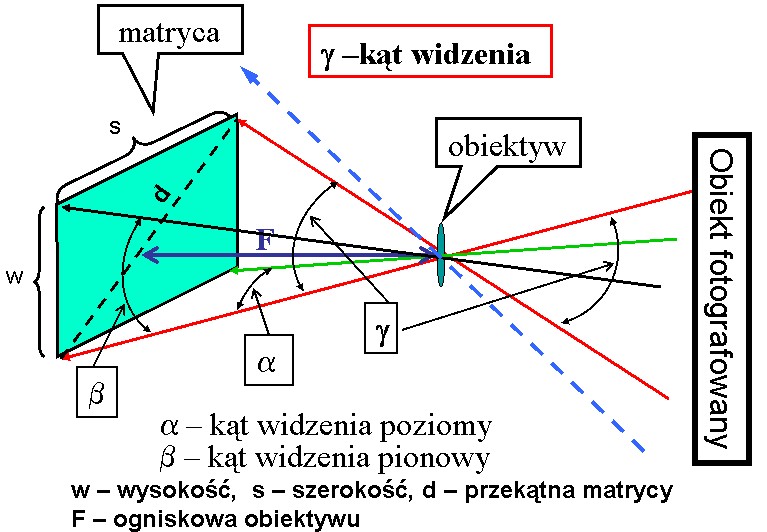 matryca
γ –kąt widzenia
s
obiektyw
Obiekt fotografowany
d
F
w
γ
α
β
α – kąt widzenia poziomy
β – kąt widzenia pionowy
w – wysokość, s – szerokość, d – przekątna matrycy
F – ogniskowa obiektywu